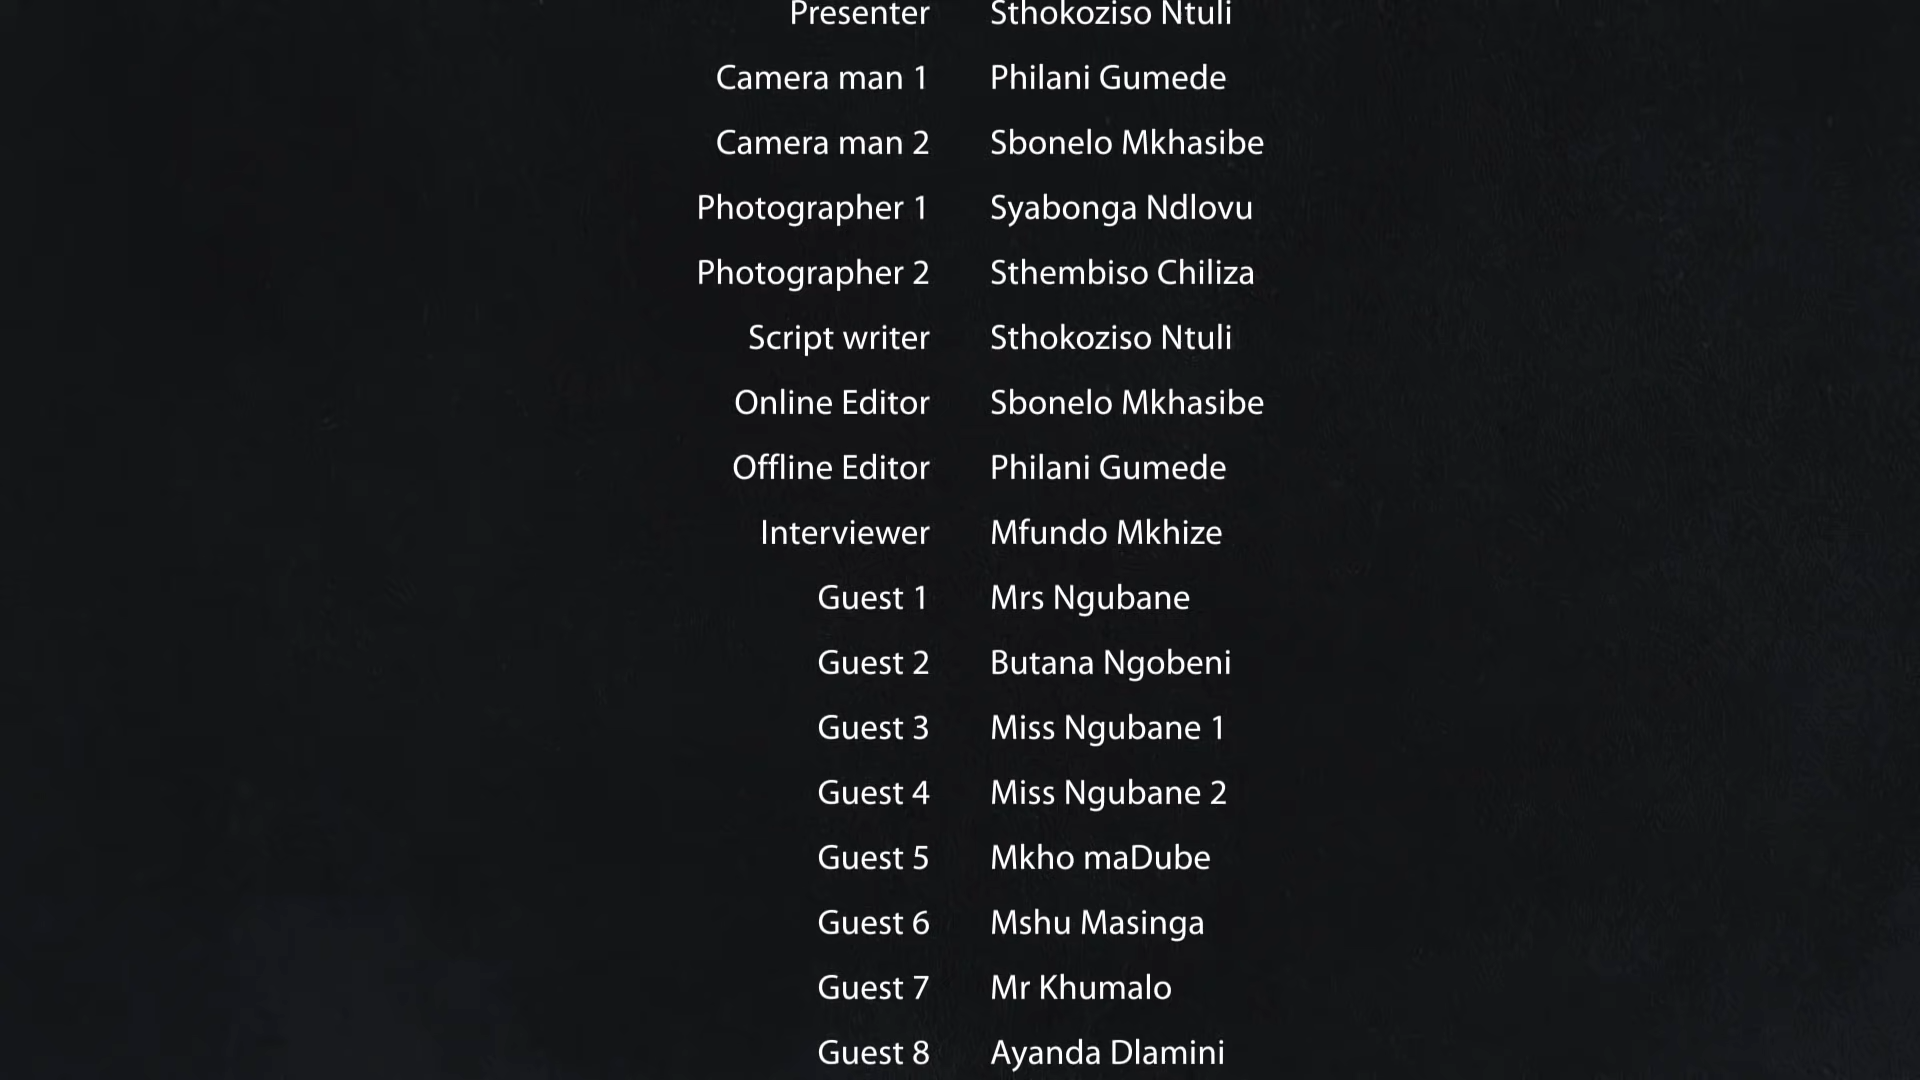 Presenter Sthokoziso Ntuli
Camera man 1 Philani Gumede
Camera man 2 Sbonelo Mkhasibe
Photographer 1 Syabonga Ndlovu
Photographer 2 Sthembiso Chiliza
Script writer Sthokoziso Ntuli
Online Editor Sbonelo Mkhasibe
Offline Editor Philani Gumede
Interviewer Mfundo Mkhize
Guest 1 Mrs Ngubane
Guest 2 Butana Ngobeni
Guest 3 Miss Ngubane 1
Guest 4 Miss Ngubane 2
Guest 5 Mkho maDube
Guest 6 Mshu Masinga
Guest 7 Mr Khumalo
Guest 8 Ayanda Dlamini